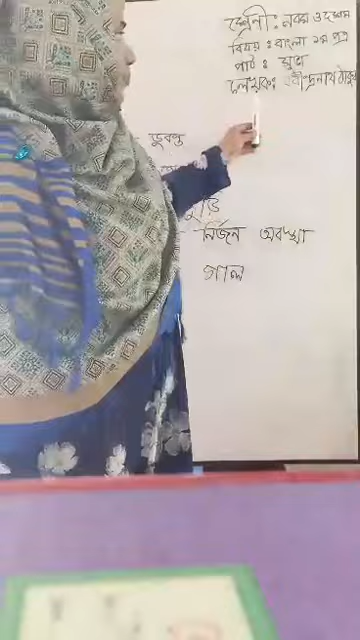 শ্রেনী : নবম ও দশম
বিষয় : বাংলা ১ম পত্র
পাঠ : সুভা
লেখক : রবীন্দ্রনাথ ঠাকুর
ডুবন্ত
নির্জন অবস্থা
গাল